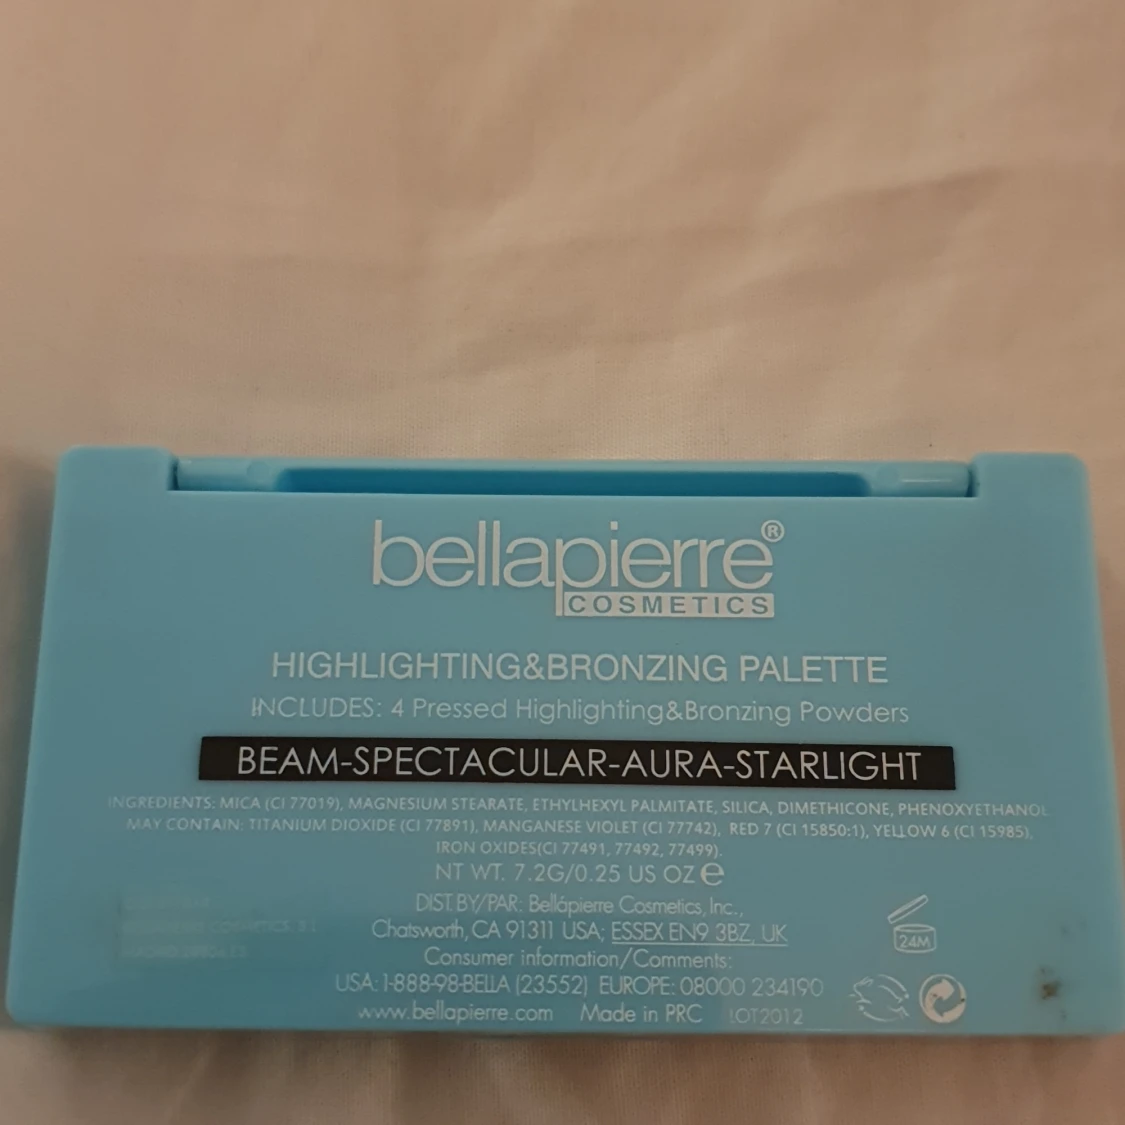 bellapierre®
COSMETICS
HIGHLIGHTING&BRONZING PALETTE
INCLUDES: 4 Pressed Highlighting&Bronzing Powders
BEAM-SPECTACULAR-AURA-STARLIGHT
INGREDIENTS: MICA (CI 77019), MAGNESIUM STEARATE, ETHYLHEXYL PALMITATE, SILICA, DIMETHICONE, PHENOXYETHANOL
MAY CONTAIN: TITANIUM DIOXIDE (CI 77891), MANGANESE VIOLET (CI 77742), RED 7 (CI 15850:1), YELLOW 6 (CI 15985),
IRON OXIDES(CI 77491, 77492, 77499).
NT WT. 7.2G/0.25 US OZ e
DIST.BY/PAR: Bellápierre Cosmetics, Inc.,
Chatsworth, CA 91311 USA; ESSEX EN9 3BZ, UK
Consumer information/Comments:
USA: 1-888-98-BELLA (23552) EUROPE: 08000 234190
www.bellapierre.com Made in PRC LOT2012
24M
COSMETICS, S.L